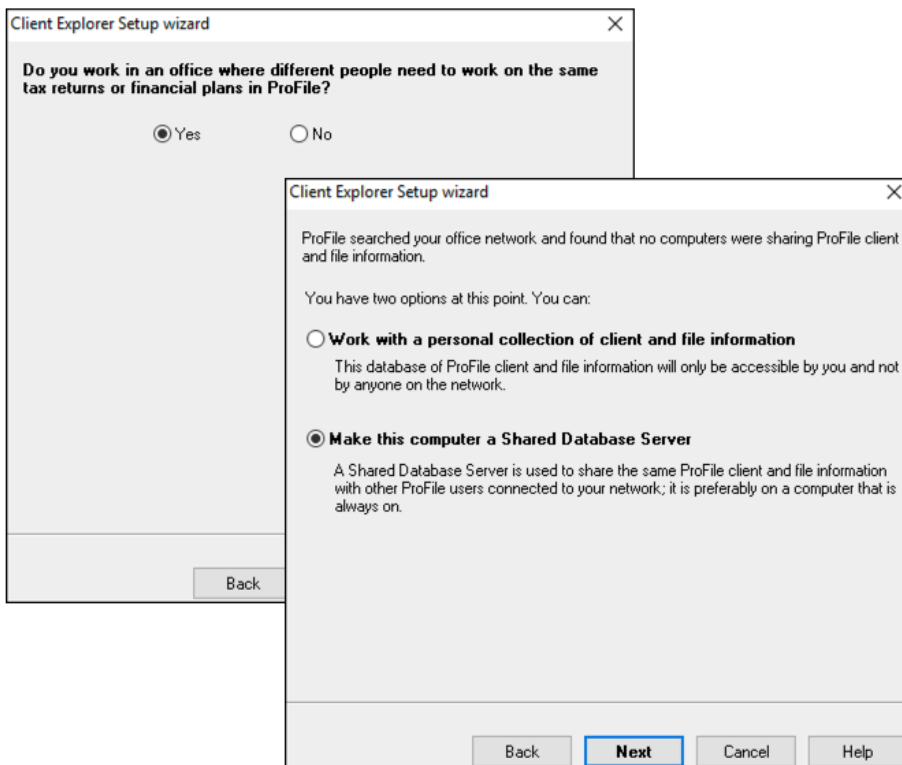 Client Explorer Setup wizard
Do you work in an office where different people need to work on the same
tax returns or financial plans in ProFile?
Yes No
Back
Client Explorer Setup wizard
ProFile searched your office network and found that no computers were sharing ProFile client
and file information.
You have two options at this point. You can:
Work with a personal collection of client and file information
This database of ProFile client and file information will only be accessible by you and not
by anyone on the network.
Make this computer a Shared Database Server
A Shared Database Server is used to share the same ProFile client and file information
with other ProFile users connected to your network; it is preferably on a computer that is
always on.
Back Next Cancel Help